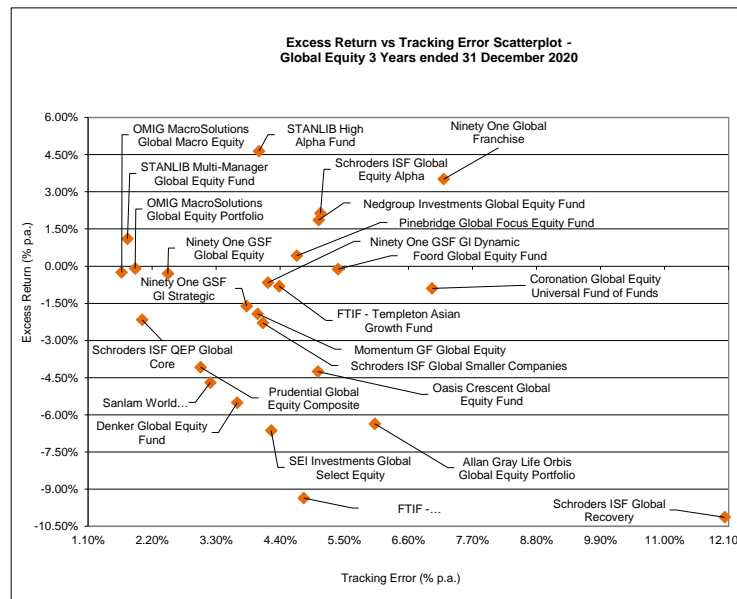 Excess Return vs Tracking Error Scatterplot -
Global Equity 3 Years ended 31 December 2020
Excess Return (% p.a.)
6.00%
4.50%
3.00%
1.50%
0.00%
-1.50%
-3.00%
-4.50%
-6.00%
-7.50%
-9.00%
-10.50%
OMIG MacroSolutions
Global Macro Equity
STANLIB High
Alpha Fund
Ninety One Global
Franchise
STANLIB Multi-Manager
Global Equity Fund
Schroders ISF Global
Equity Alpha
OMIG MacroSolutions
Global Equity Portfolio
Nedgroup Investments Global Equity Fund
Pinebridge Global Focus Equity Fund
Ninety One GSF
Global Equity
Ninety One GSF Gl Dynamic
Foord Global Equity Fund
Ninety One GSF
Gl Strategic
Coronation Global Equity
Universal Fund of Funds
FTIF - Templeton Asian
Growth Fund
Schroders ISF QEP Global
Core
Momentum GF Global Equity
Schroders ISF Global Smaller Companies
Sanlam World
...
Prudential Global
Equity Composite
Oasis Crescent Global
Equity Fund
Denker Global Equity
Fund
SEI Investments Global
Select Equity
Allan Gray Life Orbis
Global Equity Portfolio
FTIF -
...
Schroders ISF Global
Recovery
1.10%
2.20%
3.30%
4.40%
5.50%
6.60%
7.70%
8.80%
9.90%
11.00%
12.10
Tracking Error (% p.a.)